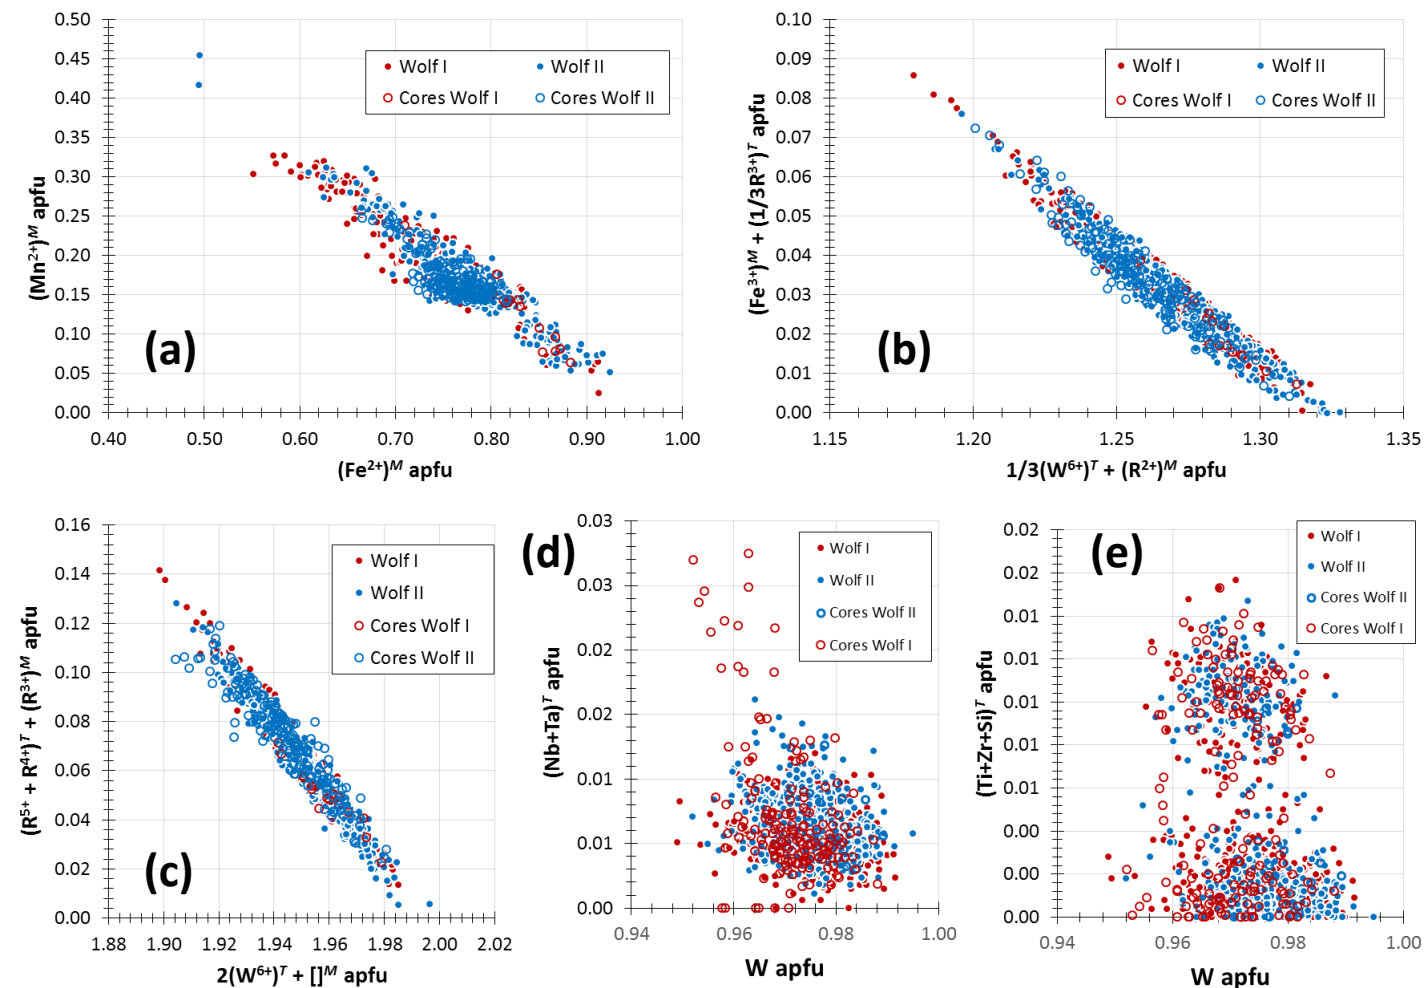 0.50
0.45
0.40
0.35
0.30
0.25
0.20
0.15
0.10
0.05
0.00
(Mn²⁺)ᴹ apfu
Wolf I
Wolf II
Cores Wolf I
Cores Wolf II
(a)
0.40 0.50 0.60 0.70 0.80 0.90 1.00
(Fe²⁺)ᴹ apfu
0.10
0.09
0.08
0.07
0.06
0.05
0.04
0.03
0.02
0.01
0.00
(Fe³⁺)ᴹ + (1/3R³⁺)ᵀ apfu
Wolf I
Wolf II
Cores Wolf I
Cores Wolf II
(b)
1.15 1.20 1.25 1.30 1.35
1/3(W⁶⁺)ᵀ + (R²⁺)ᴹ apfu
0.16
0.14
0.12
0.10
0.08
0.06
0.04
0.02
0.00
(R⁵⁺ + R⁴⁺)ᵀ + (R³⁺)ᴹ apfu
Wolf I
Wolf II
Cores Wolf I
Cores Wolf II
(c)
1.88 1.90 1.92 1.94 1.96 1.98 2.00 2.02
2(W⁶⁺)ᵀ + []ᴹ apfu
(d)
0.03
0.03
0.02
0.02
0.01
0.01
0.00
(Nb+Ta)ᵀ apfu
Wolf I
Wolf II
Cores Wolf II
Cores Wolf I
0.94 0.96 0.98 1.00
W apfu
(e)
0.02
0.02
0.01
0.01
0.01
0.01
0.01
0.00
0.00
0.00
(Ti+Zr+Si)ᵀ apfu
Wolf I
Wolf II
Cores Wolf II
Cores Wolf I
0.94 0.96 0.98 1.00
W apfu